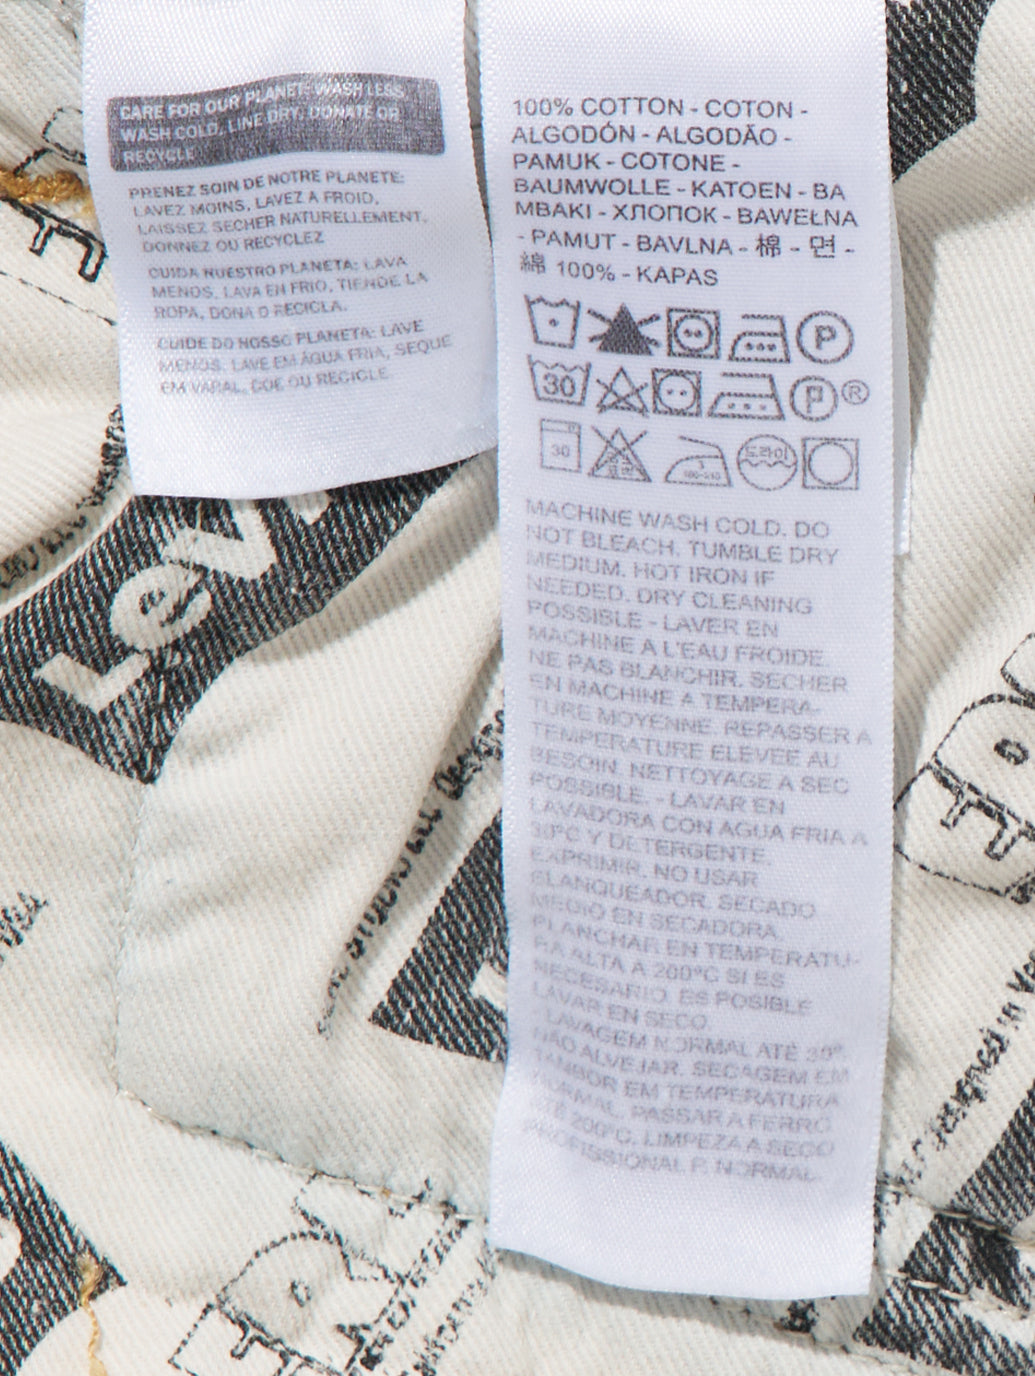 CARE FOR OUR PLANET: WASH LESS,
WASH COLD, LINE DRY, DONATE OR
RECYCLE
PRENEZ SOIN DE NOTRE PLANETE:
LAVEZ MOINS, LAVEZ A FROID,
LAISSEZ SECHER NATURELLEMENT,
DONNEZ OU RECYCLEZ
CUIDA NUESTRO PLANETA: LAVA
MENOS, LAVA EN FRIO, TIENDE LA
ROPA, DONA O RECICLA.
CUIDE DO NOSSO PLANETA: LAVE
MENOS, LAVE EM ÁGUA FRIA, SEQUE
EM VARAL, DOE OU RECICLE
100% COTTON - COTON -
ALGODÓN - ALGODÃO -
PAMUK - COTONE -
BAUMWOLLE - KATOEN - BA
MBAKI - ХЛОПОК - BAWEŁNA
- PAMUT - BAVLNA - 棉 - 면 -
綿 100% - KAPAS
P
30 P ®
30 드라이
MACHINE WASH COLD. DO
NOT BLEACH. TUMBLE DRY
MEDIUM. HOT IRON IF
NEEDED. DRY CLEANING
POSSIBLE - LAVER EN
MACHINE A L'EAU FROIDE.
NE PAS BLANCHIR. SECHER
EN MACHINE A TEMPERA-
TURE MOYENNE. REPASSER A
TEMPERATURE ELEVEE AU
BESOIN. NETTOYAGE A SEC
POSSIBLE. - LAVAR EN
LAVADORA CON AGUA FRIA A
30ºC Y DETERGENTE.
EXPRIMIR. NO USAR
BLANQUEADOR. SECADO
MEDIO EN SECADORA.
PLANCHAR EN TEMPERATU-
RA ALTA A 200ºC SI ES
NECESARIO. ES POSIBLE
LAVAR EN SECO.
- LAVAGEM NORMAL ATÉ 30º.
NÃO ALVEJAR. SECAGEM EM
TAMBOR EM TEMPERATURA
NORMAL. PASSAR A FERRO
ATÉ 200ºC. LIMPEZA A SECO
PROFISSIONAL P. NORMAL.
Levi